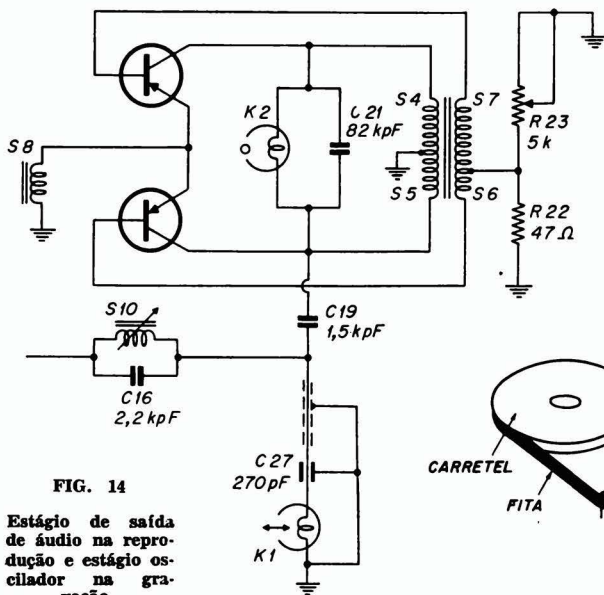 S4
S7
K2
C21
82 kpF
R23
5 k
S8
S5
S6
R22
47 Ω
S10
C19
1,5 kpF
C16
2,2 kpF
C27
270 pF
CARRETEL
FITA
K1
FIG. 14
Estágio de saída
de áudio na repro-
dução e estágio os-
cilador na gra-
vação